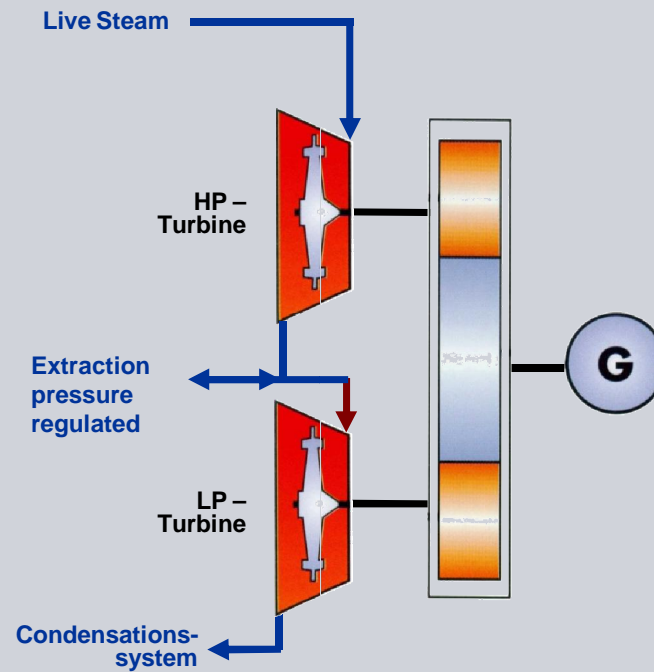 Live Steam
HP –
Turbine
Extraction
pressure
regulated
G
LP –
Turbine
Condensations-
system